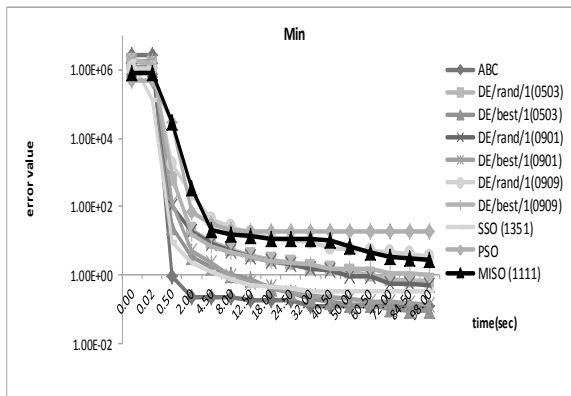 Min
1.00E+06
1.00E+04
1.00E+02
1.00E+00
1.00E-02
error value
0.00
0.02
0.50
2.00
4.50
8.00
12.50
18.00
24.50
32.00
40.50
50.00
60.50
72.00
84.50
98.00
time(sec)
ABC
DE/rand/1(0503)
DE/best/1(0503)
DE/rand/1(0901)
DE/best/1(0901)
DE/rand/1(0909)
DE/best/1(0909)
SSO (1351)
PSO
MISO (1111)